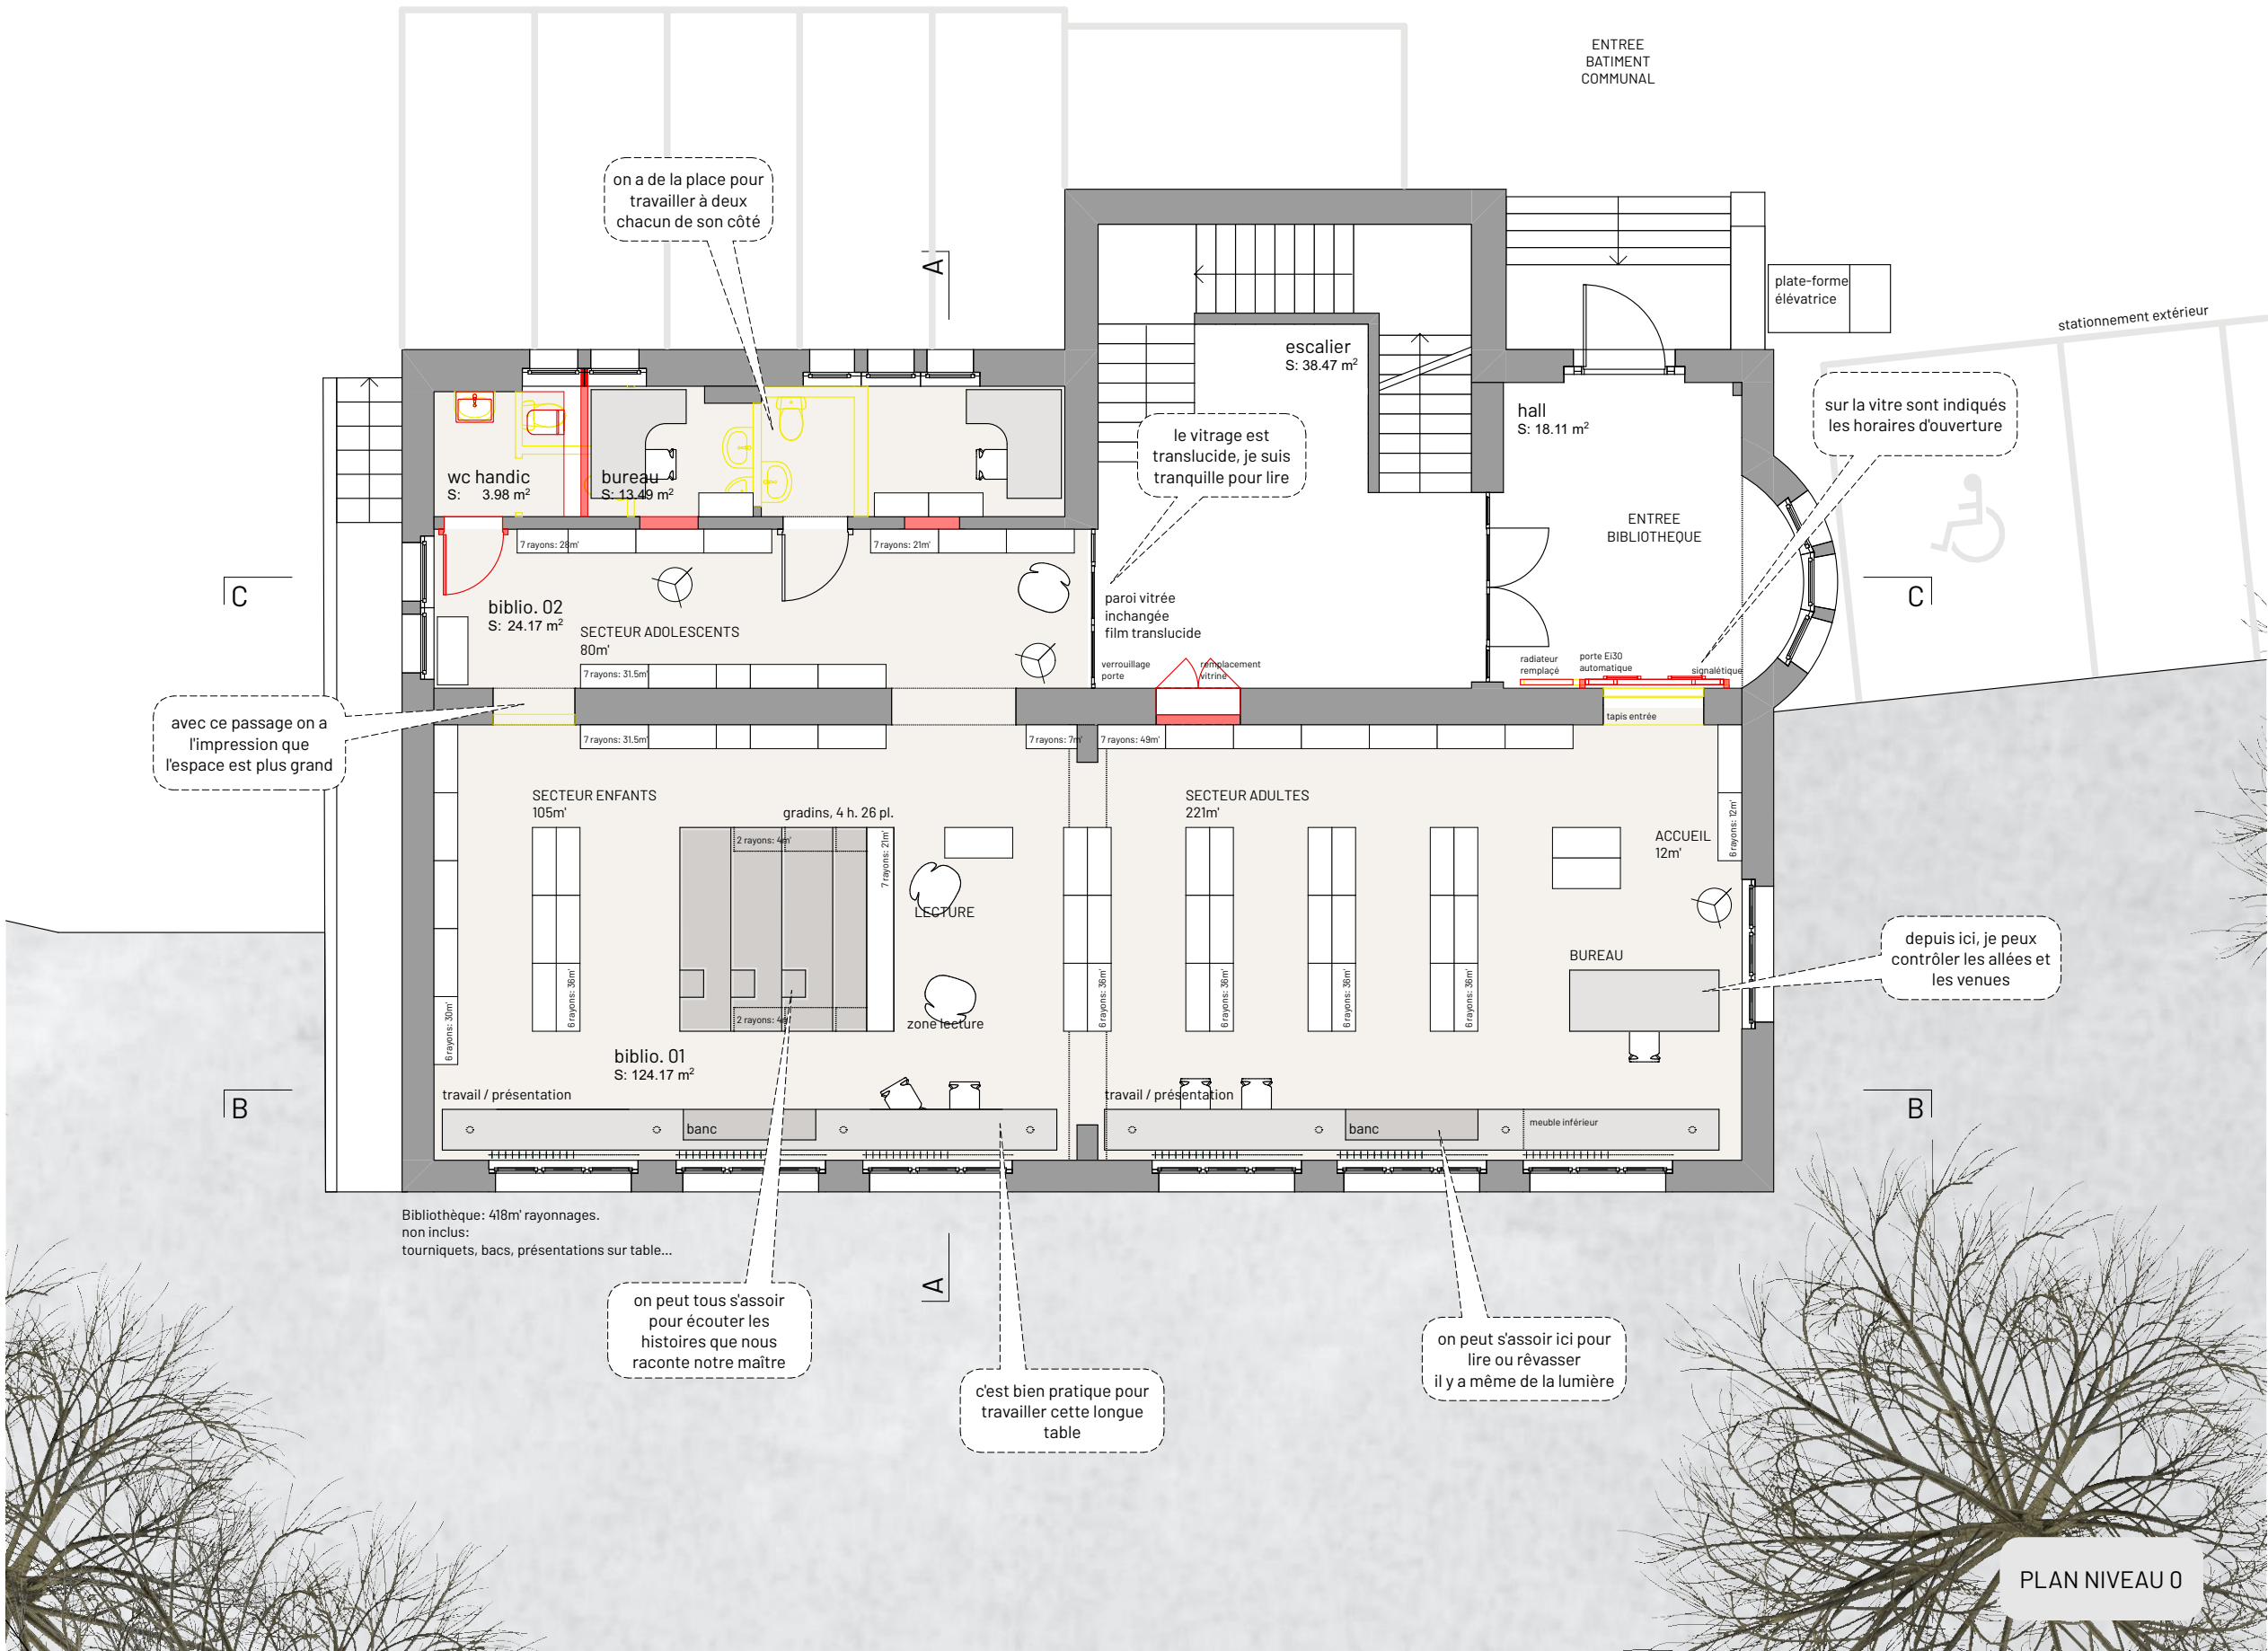 ENTREE
BATIMENT
COMMUNAL
on a de la place pour
travailler à deux
chacun de son côté
A
plate-forme
élévatrice
stationnement extérieur
escalier
S: 38.47 m²
hall
S: 18.11 m²
sur la vitre sont indiqués
les horaires d'ouverture
le vitrage est
translucide, je suis
tranquille pour lire
wc handic
S: 3.98 m²
bureau
S: 13.49 m²
ENTREE
BIBLIOTHEQUE
7 rayons: 28m'
7 rayons: 21m'
C
C
biblio. 02
S: 24.17 m²
SECTEUR ADOLESCENTS
80m'
paroi vitrée
inchangée
film translucide
verrouillage
porte
remplacement
vitrine
radiateur
remplacé
porte Ei30
automatique
signalétique
7 rayons: 31.5m'
avec ce passage on a
l'impression que
l'espace est plus grand
tapis entrée
7 rayons: 31.5m'
7 rayons: 7m'
7 rayons: 49m'
SECTEUR ENFANTS
105m'
gradins, 4 h. 26 pl.
SECTEUR ADULTES
221m'
ACCUEIL
12m'
6 rayons: 12m'
2 rayons: 4m'
7 rayons: 21m'
LECTURE
BUREAU
depuis ici, je peux
contrôler les allées et
les venues
6 rayons: 30m'
6 rayons: 36m'
2 rayons: 4m'
zone lecture
6 rayons: 36m'
6 rayons: 36m'
6 rayons: 36m'
6 rayons: 36m'
biblio. 01
S: 124.17 m²
travail / présentation
travail / présentation
B
B
banc
banc
meuble inférieur
Bibliothèque: 418m' rayonnages.
non inclus:
tourniquets, bacs, présentations sur table...
A
on peut tous s'assoir
pour écouter les
histoires que nous
raconte notre maître
c'est bien pratique pour
travailler cette longue
table
on peut s'assoir ici pour
lire ou rêvasser
il y a même de la lumière
PLAN NIVEAU 0